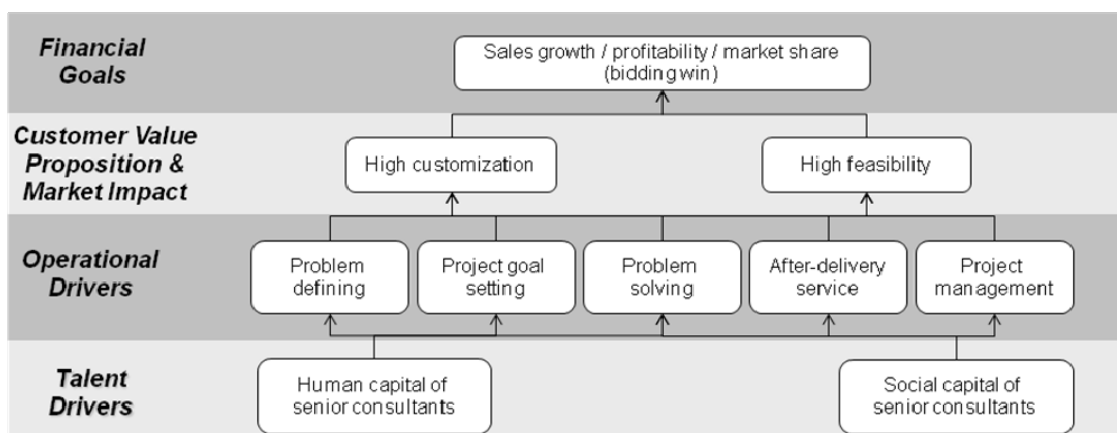 Financial
Goals
Sales growth / profitability / market share
(bidding win)
Customer Value
Proposition &
Market Impact
High customization
High feasibility
Operational
Drivers
Problem
defining
Project goal
setting
Problem
solving
After-delivery
service
Project
management
Talent
Drivers
Human capital of
senior consultants
Social capital of
senior consultants